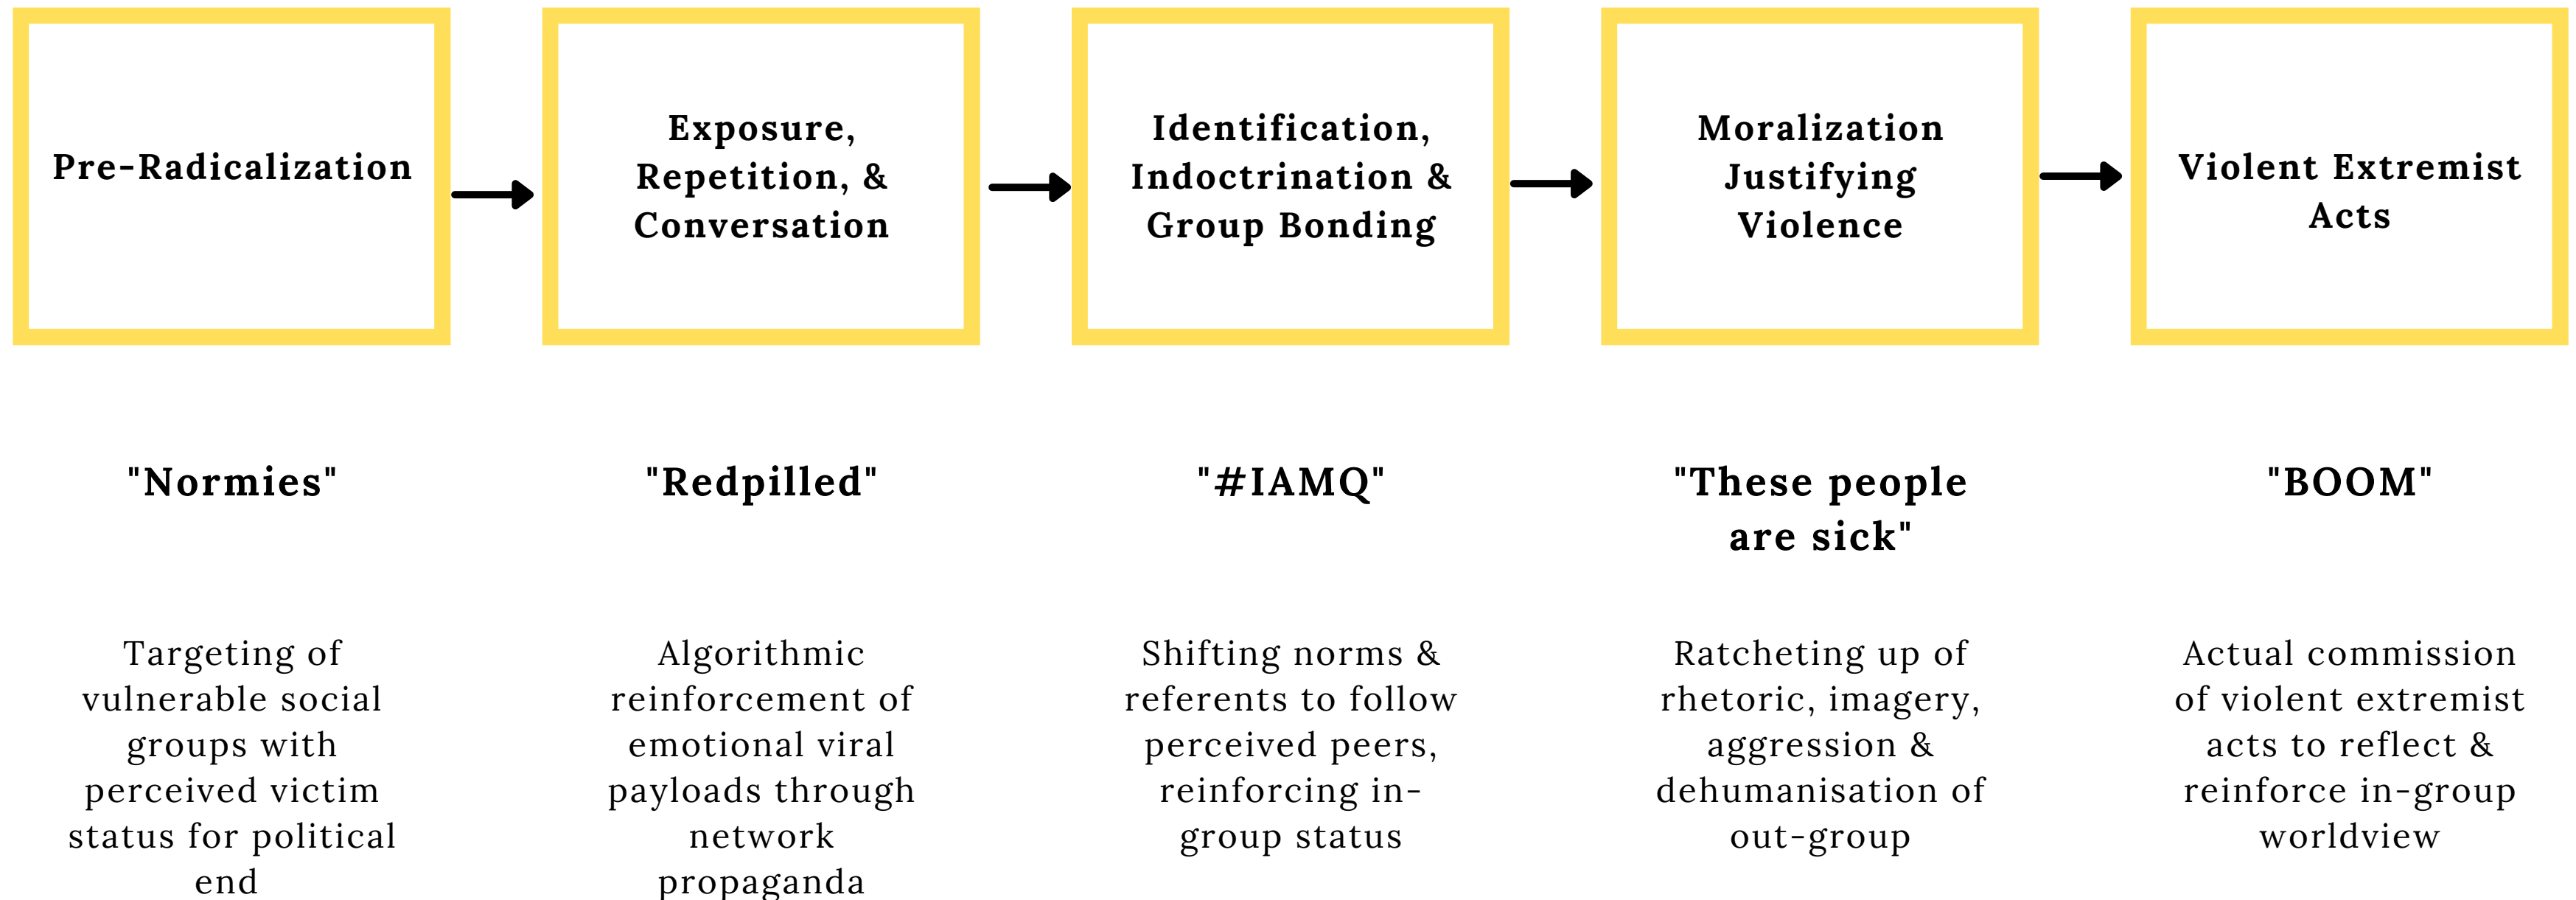 Pre-Radicalization
Exposure,
Repetition, &
Conversation
Identification,
Indoctrination &
Group Bonding
Moralization
Justifying
Violence
Violent Extremist
Acts
"Normies"
"Redpilled"
"#IAMQ"
"These people
are sick"
"BOOM"
Targeting of
vulnerable social
groups with
perceived victim
status for political
end
Algorithmic
reinforcement of
emotional viral
payloads through
network
propaganda
Shifting norms &
referents to follow
perceived peers,
reinforcing in-
group status
Ratcheting up of
rhetoric, imagery,
aggression &
dehumanisation of
out-group
Actual commission
of violent extremist
acts to reflect &
reinforce in-group
worldview